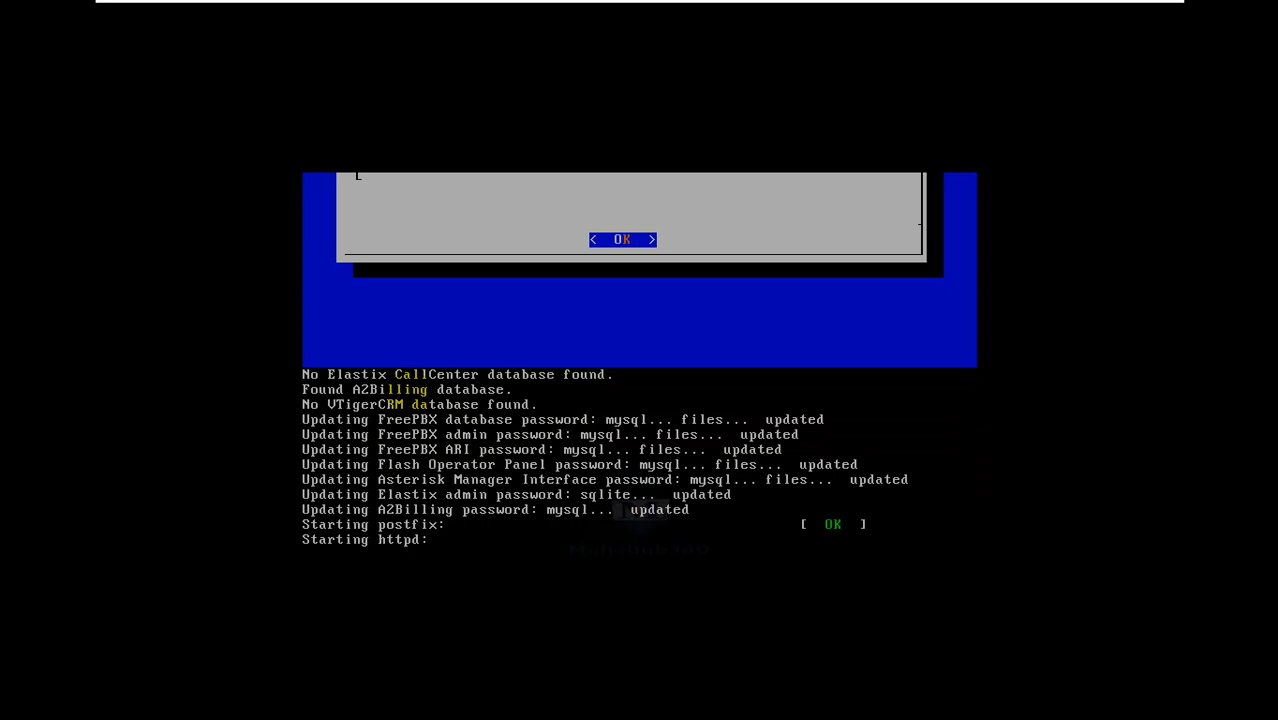 < OK >
No Elastix CallCenter database found.
Found A2Billing database.
No VTigerCRM database found.
Updating FreePBX database password: mysql... files... updated
Updating FreePBX admin password: mysql... files... updated
Updating FreePBX ARI password: mysql... files... updated
Updating Flash Operator Panel password: mysql... files... updated
Updating Asterisk Manager Interface password: mysql... files... updated
Updating Elastix admin password: sqlite... updated
Updating A2Billing password: mysql... updated
Starting postfix: [ OK ]
Starting httpd: